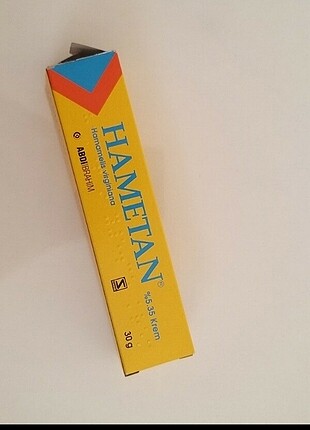 HAMETAN®
Hamamelis virginiana
%5.35 Krem
ABDİİBRAHİM
30 g